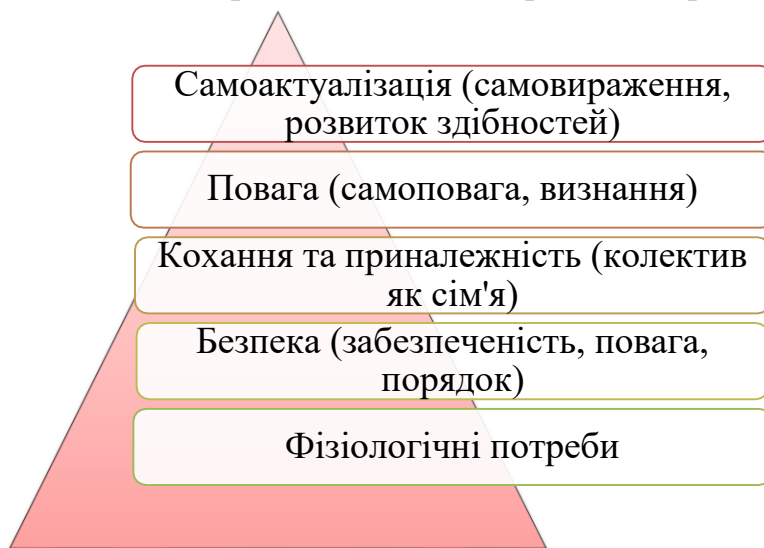 Самоактуалізація (самовираження,
розвиток здібностей)
Повага (самоповага, визнання)
Кохання та приналежність (колектив
як сім'я)
Безпека (забезпеченість, повага,
порядок)
Фізіологічні потреби